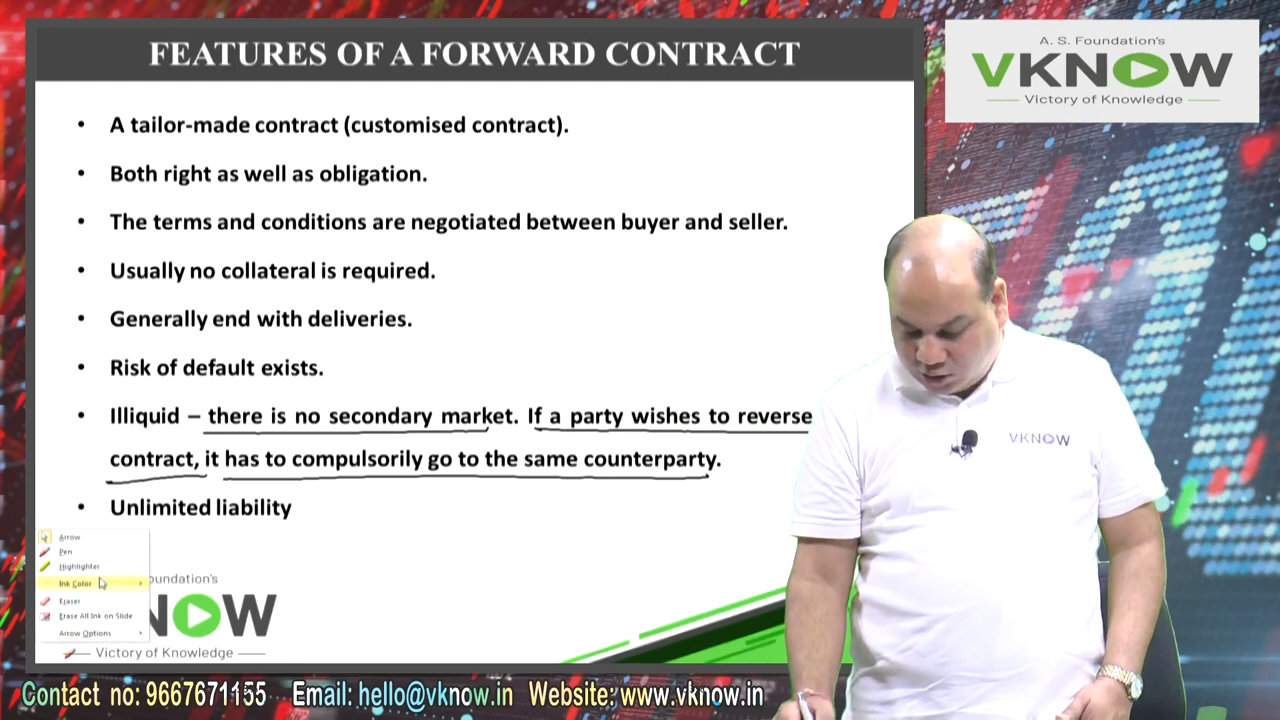 FEATURES OF A FORWARD CONTRACT
A. S. Foundation's
VKNOW
Victory of Knowledge
• A tailor-made contract (customised contract).
• Both right as well as obligation.
• The terms and conditions are negotiated between buyer and seller.
• Usually no collateral is required.
• Generally end with deliveries.
• Risk of default exists.
• Illiquid – there is no secondary market. If a party wishes to reverse
contract, it has to compulsorily go to the same counterparty.
• Unlimited liability
VKNOW
Arrow
Pen
Highlighter
Ink Color
Eraser
Erase All Ink on Slide
Arrow Options
oundation's
NOW
Victory of Knowledge
Contact no: 9667671155 Email: hello@vknow.in Website: www.vknow.in